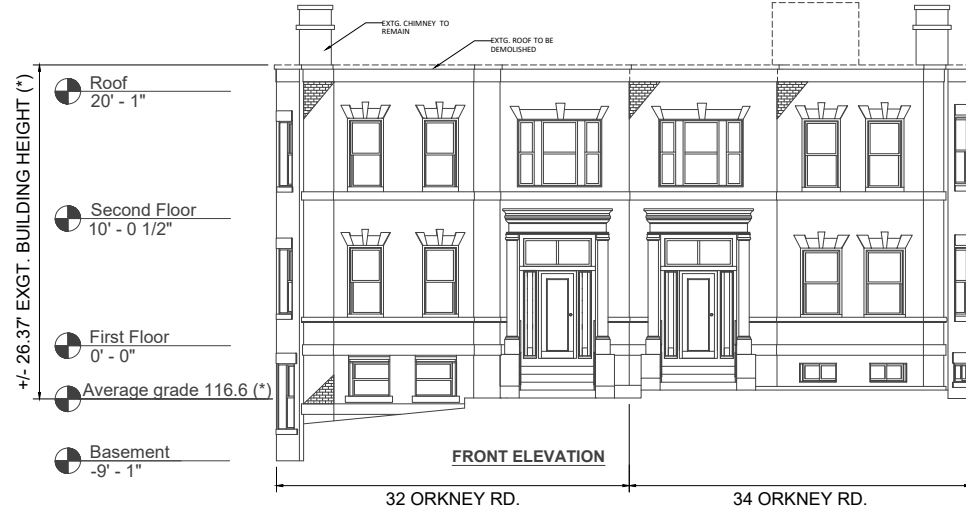 EXTG. CHIMNEY TO
REMAIN
EXTG. ROOF TO BE
DEMOLISHED
+/- 26.37' EXGT. BUILDING HEIGHT (*)
Roof
20' - 1"
Second Floor
10' - 0 1/2"
First Floor
0' - 0"
Average grade 116.6 (*)
Basement
-9' - 1"
FRONT ELEVATION
32 ORKNEY RD.
34 ORKNEY RD.